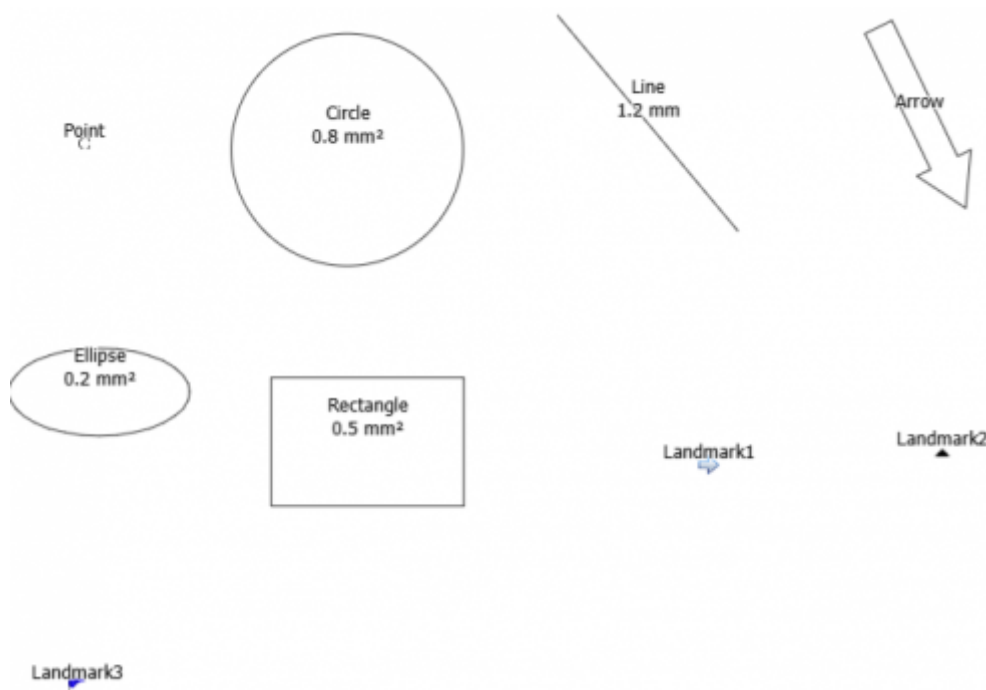 Point
Circle
0.8 mm²
Line
1.2 mm
Arrow
Ellipse
0.2 mm²
Rectangle
0.5 mm²
Landmark1
Landmark2
Landmark3